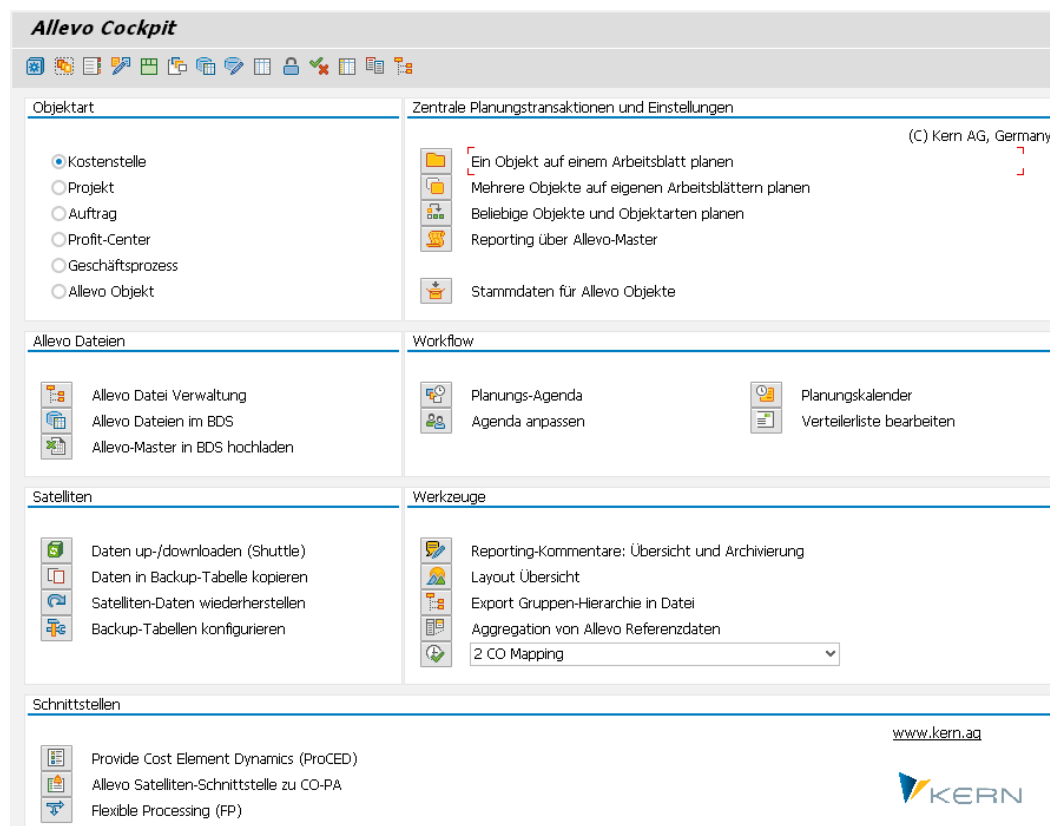 Allevo Cockpit
Objektart
Kostenstelle
Projekt
Auftrag
Profit-Center
Geschäftsprozess
Allevo Objekt
Zentrale Planungstransaktionen und Einstellungen
(C) Kern AG, Germany
Ein Objekt auf einem Arbeitsblatt planen
Mehrere Objekte auf eigenen Arbeitsblättern planen
Beliebige Objekte und Objektarten planen
Reporting über Allevo-Master
Stammdaten für Allevo Objekte
Allevo Dateien
Allevo Datei Verwaltung
Allevo Dateien im BDS
Allevo-Master in BDS hochladen
Workflow
Planungs-Agenda
Planungskalender
Agenda anpassen
Verteilerliste bearbeiten
Satelliten
Daten up-/downloaden (Shuttle)
Daten in Backup-Tabelle kopieren
Satelliten-Daten wiederherstellen
Backup-Tabellen konfigurieren
Werkzeuge
Reporting-Kommentare: Übersicht und Archivierung
Layout Übersicht
Export Gruppen-Hierarchie in Datei
Aggregation von Allevo Referenzdaten
2 CO Mapping
Schnittstellen
www.kern.ag
Provide Cost Element Dynamics (ProCED)
Allevo Satelliten-Schnittstelle zu CO-PA
Flexible Processing (FP)
KERN